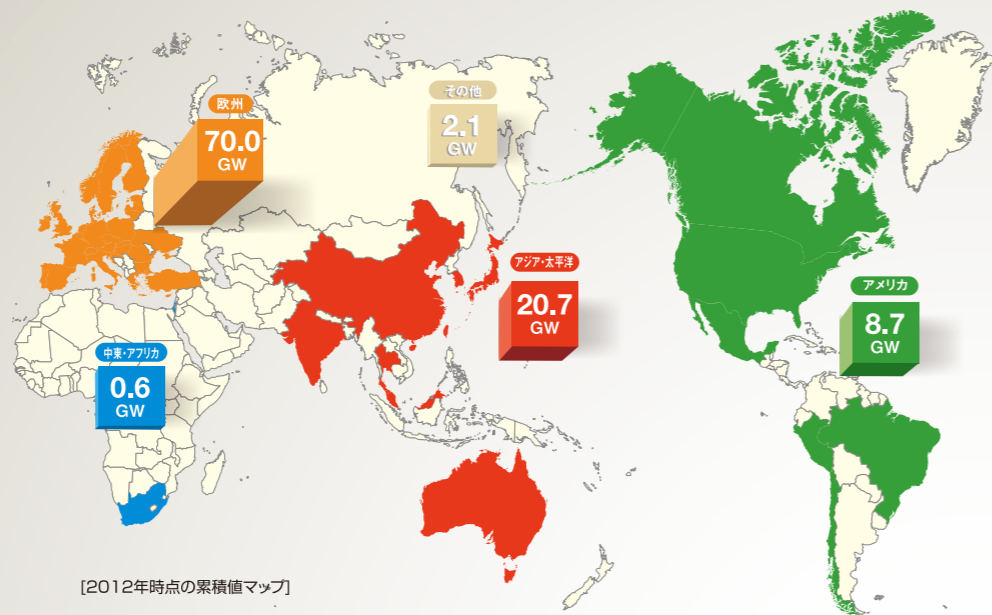 欧州
70.0
GW
その他
2.1
GW
アジア・太平洋
20.7
GW
アメリカ
8.7
GW
中東・アフリカ
0.6
GW
[2012年時点の累積値マップ]